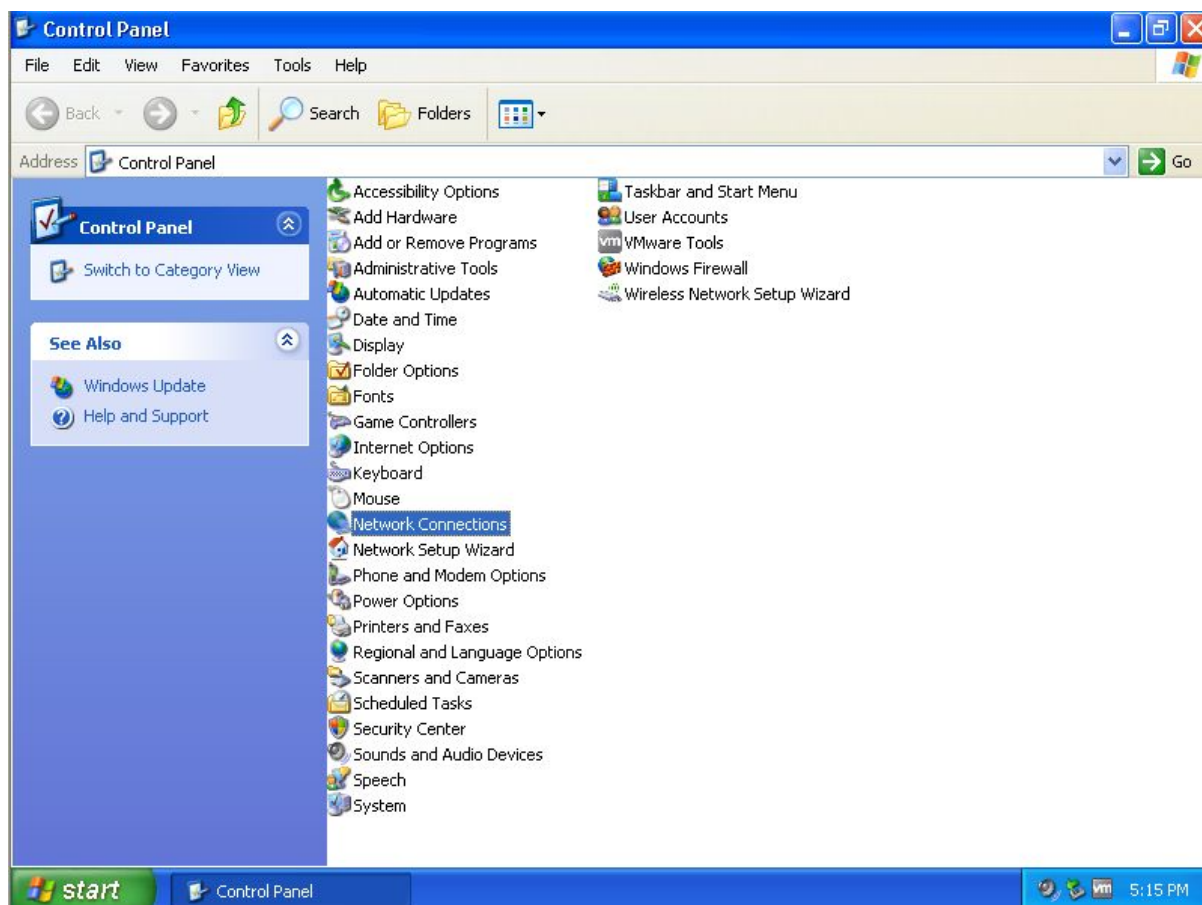 Control Panel
File Edit View Favorites Tools Help
Back Search Folders
Address Control Panel Go
Control Panel
Switch to Category View
See Also
Windows Update
Help and Support
Accessibility Options
Add Hardware
Add or Remove Programs
Administrative Tools
Automatic Updates
Date and Time
Display
Folder Options
Fonts
Game Controllers
Internet Options
Keyboard
Mouse
Network Connections
Network Setup Wizard
Phone and Modem Options
Power Options
Printers and Faxes
Regional and Language Options
Scanners and Cameras
Scheduled Tasks
Security Center
Sounds and Audio Devices
Speech
System
Taskbar and Start Menu
User Accounts
vm VMware Tools
Windows Firewall
Wireless Network Setup Wizard
start Control Panel vm 5:15 PM